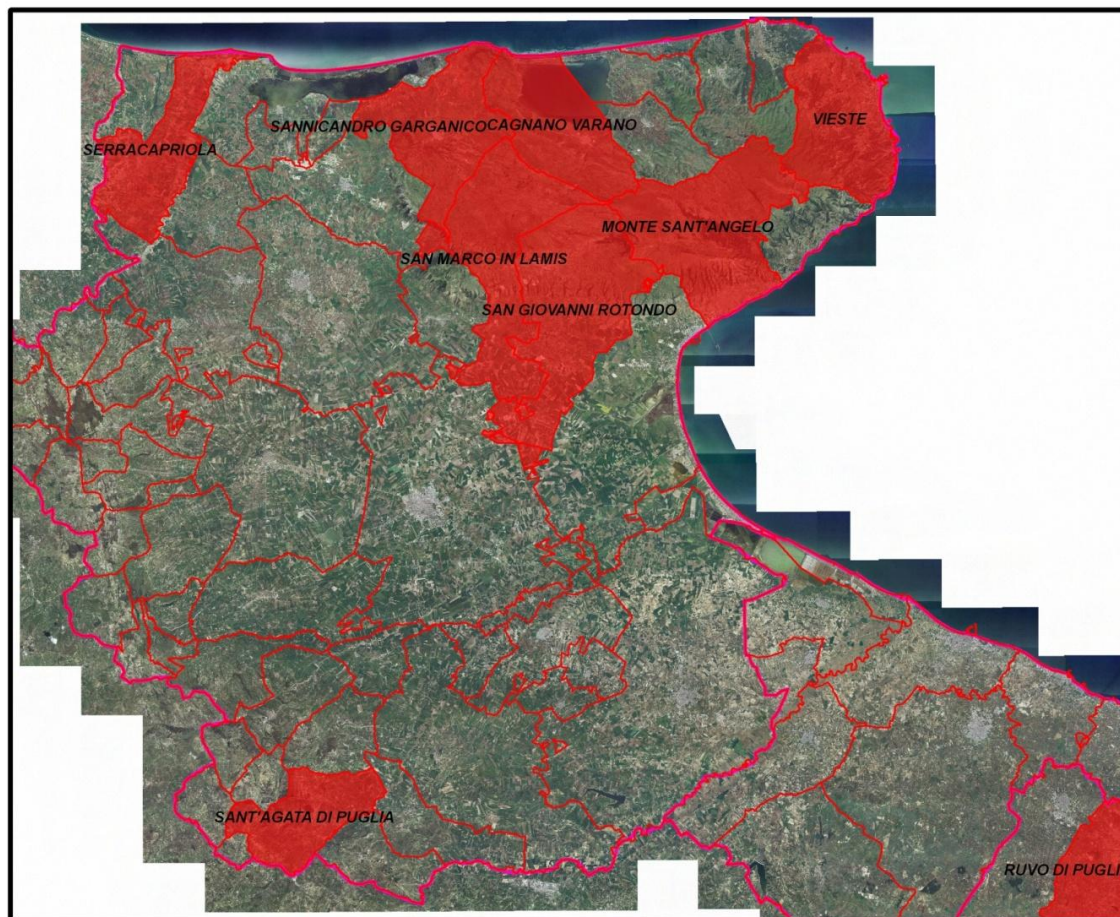 SANNICANDRO GARGANICO
CAGNANO VARANO
VIESTE
SERRACAPRIOLA
MONTE SANT'ANGELO
SAN MARCO IN LAMIS
SAN GIOVANNI ROTONDO
SANT'AGATA DI PUGLIA
RUVO DI PUGLI